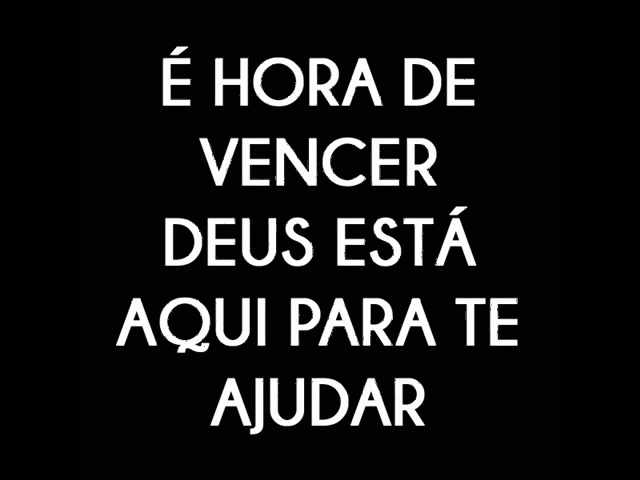 É HORA DE
VENCER
DEUS ESTÁ
AQUI PARA TE
AJUDAR